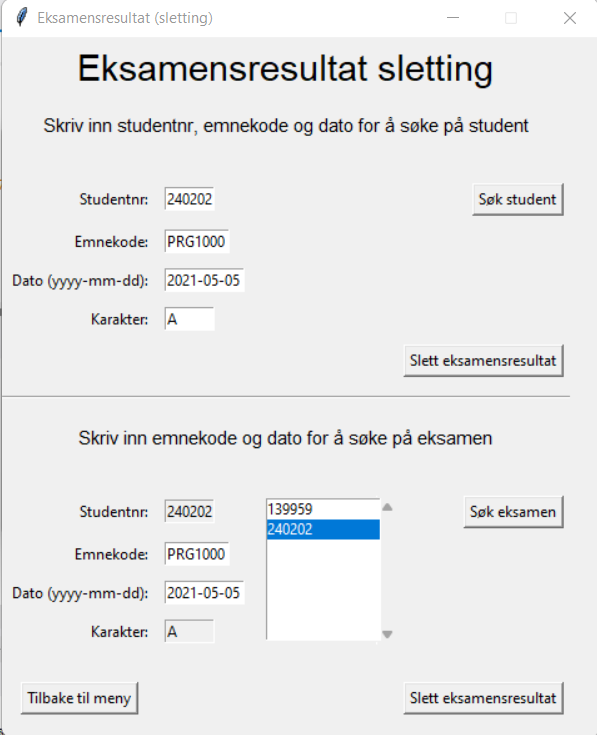 Eksamensresultat (sletting)
Eksamensresultat sletting
Skriv inn studentnr, emnekode og dato for å søke på student
Studentnr: 240202 Søk student
Emnekode: PRG1000
Dato (yyyy-mm-dd): 2021-05-05
Karakter: A
Slett eksamensresultat
Skriv inn emnekode og dato for å søke på eksamen
Studentnr: 240202 139959 Søk eksamen
240202
Emnekode: PRG1000
Dato (yyyy-mm-dd): 2021-05-05
Karakter: A
Tilbake til meny Slett eksamensresultat